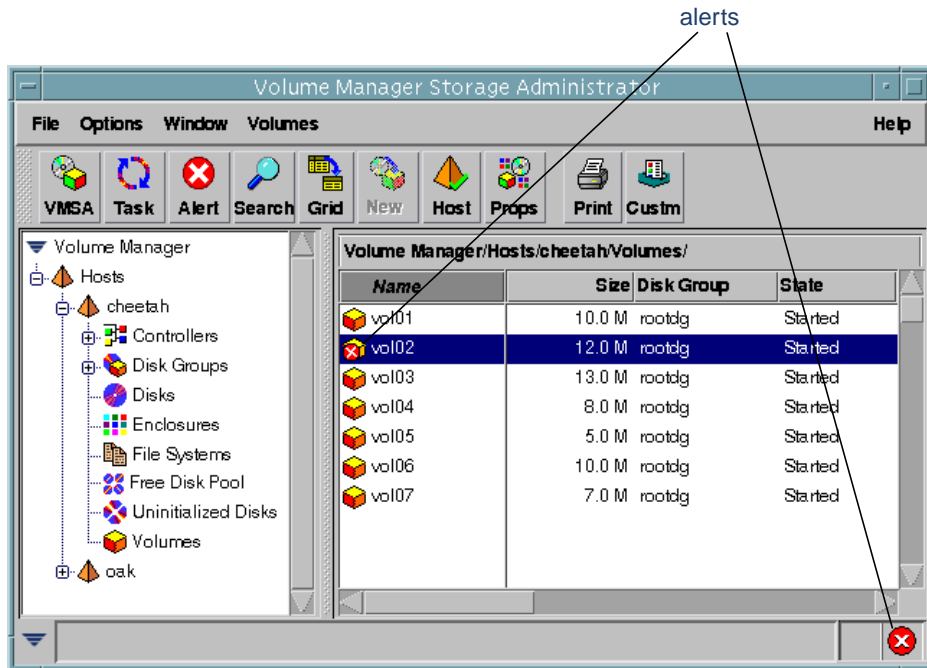 alerts
Volume Manager Storage Administrator
File Options Window Volumes Help
VMSA Task Alert Search Grid New Host Props Print Custm
Volume Manager
Hosts
cheetah
Controllers
Disk Groups
Disks
Enclosures
File Systems
Free Disk Pool
Uninitialized Disks
Volumes
oak
Volume Manager/Hosts/cheetah/Volumes/
Name Size Disk Group State
vol01 10.0 M rootdg Started
vol02 12.0 M rootdg Started
vol03 13.0 M rootdg Started
vol04 8.0 M rootdg Started
vol05 5.0 M rootdg Started
vol06 10.0 M rootdg Started
vol07 7.0 M rootdg Started